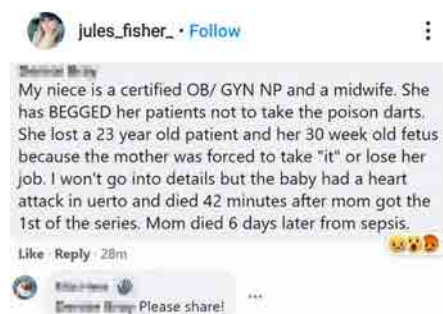 jules_fisher_ • Follow
My niece is a certified OB/ GYN NP and a midwife. She
has BEGGED her patients not to take the poison darts.
She lost a 23 year old patient and her 30 week old fetus
because the mother was forced to take "it" or lose her
job. I won't go into details but the baby had a heart
attack in uerto and died 42 minutes after mom got the
1st of the series. Mom died 6 days later from sepsis.
Like · Reply · 28m
Please share!